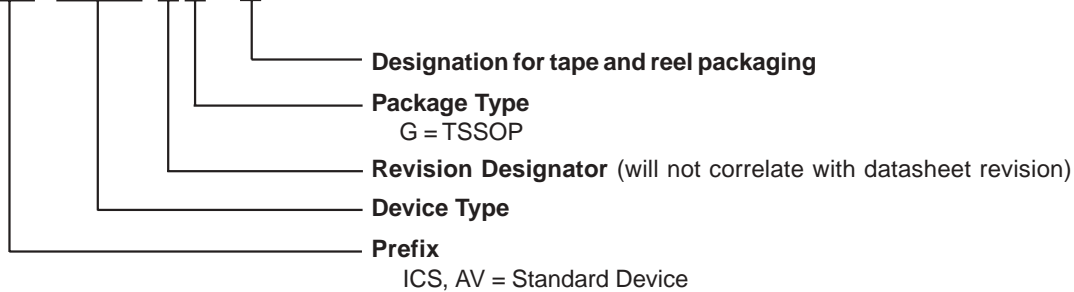 Designation for tape and reel packaging
Package Type
G = TSSOP
Revision Designator (will not correlate with datasheet revision)
Device Type
Prefix
ICS, AV = Standard Device